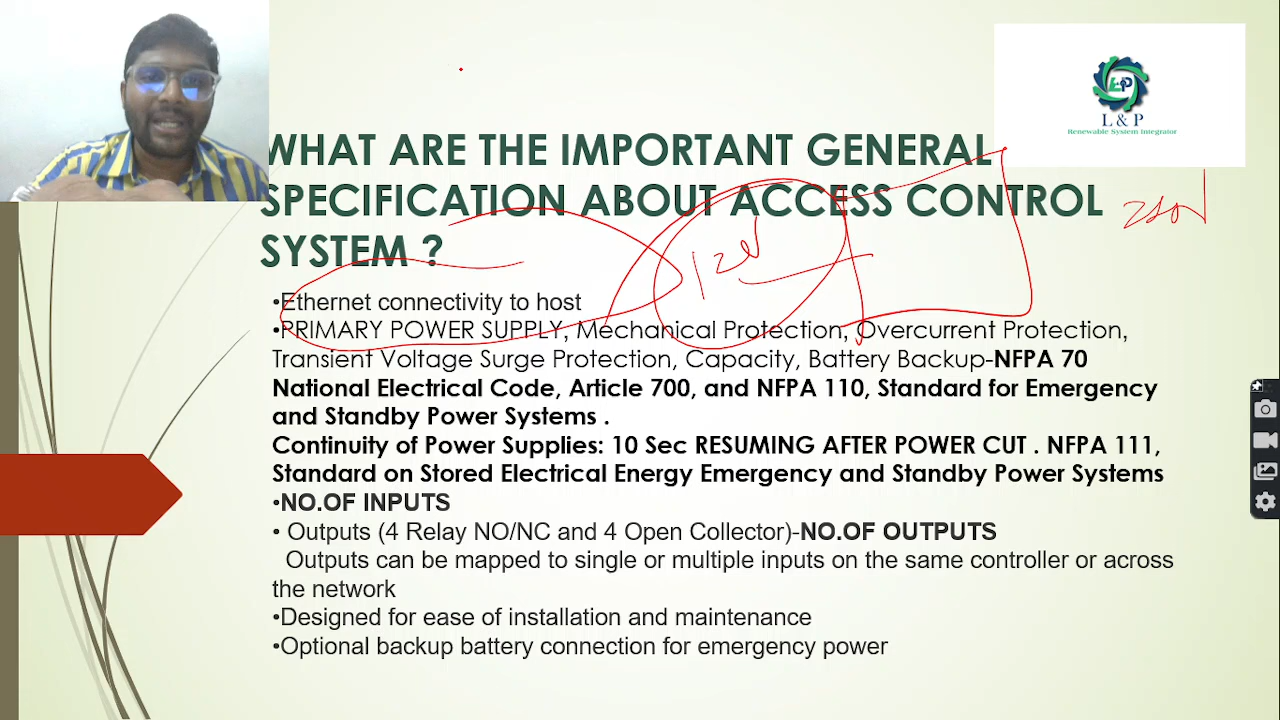 L & P
Renewable System Integrator
WHAT ARE THE IMPORTANT GENERAL
SPECIFICATION ABOUT ACCESS CONTROL
SYSTEM ?
•Ethernet connectivity to host
•PRIMARY POWER SUPPLY, Mechanical Protection, Overcurrent Protection,
Transient Voltage Surge Protection, Capacity, Battery Backup-NFPA 70
National Electrical Code, Article 700, and NFPA 110, Standard for Emergency
and Standby Power Systems .
Continuity of Power Supplies: 10 Sec RESUMING AFTER POWER CUT . NFPA 111,
Standard on Stored Electrical Energy Emergency and Standby Power Systems
•NO.OF INPUTS
• Outputs (4 Relay NO/NC and 4 Open Collector)-NO.OF OUTPUTS
Outputs can be mapped to single or multiple inputs on the same controller or across
the network
•Designed for ease of installation and maintenance
•Optional backup battery connection for emergency power